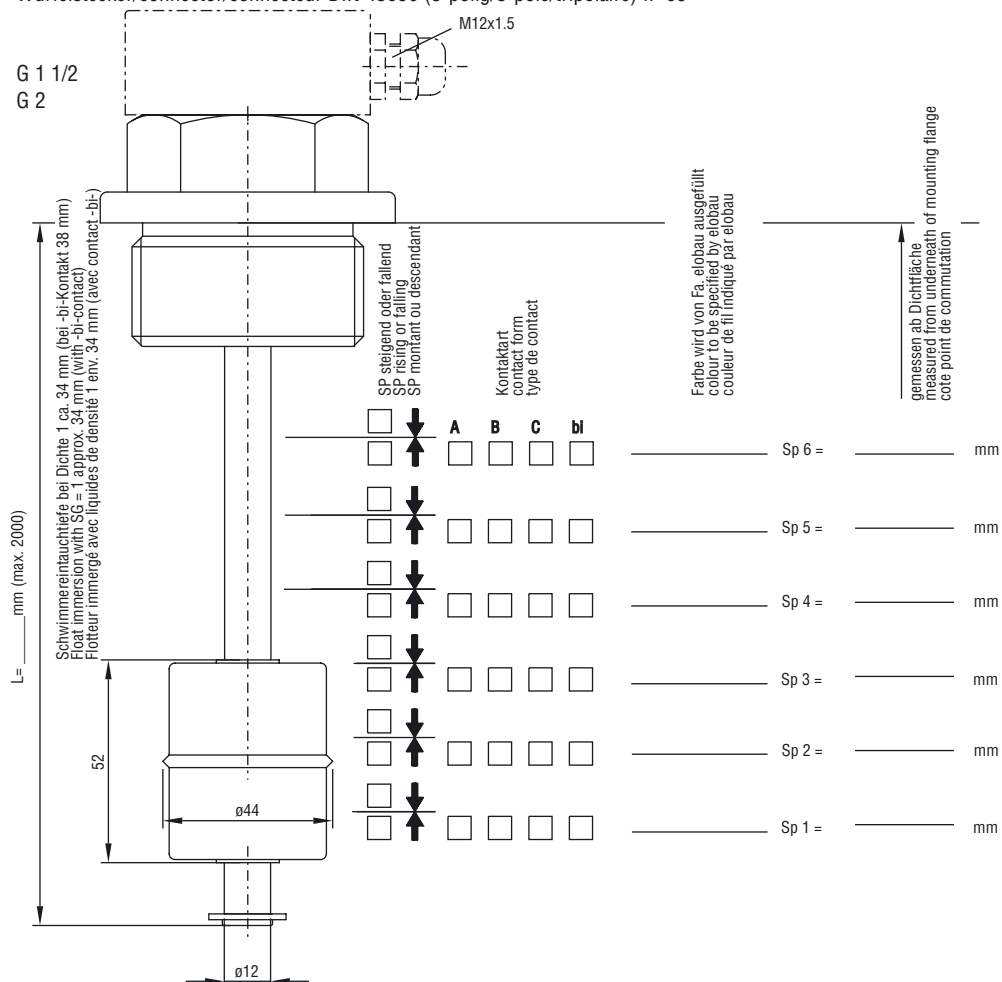 M12x1.5
G 1 1/2
G 2
L= _____mm (max. 2000)
Schwimmereintauchtiefe bei Dichte 1 ca. 34 mm (bei -bi-Kontakt 38 mm)
Float immersion with SG = 1 approx. 34 mm (with -bi-contact)
Flotteur immergé avec liquides de densité 1 env. 34 mm (avec contact -bi-)
SP steigend oder fallend
SP rising or falling
SP montant ou descendant
Kontaktart
contact form
type de contact
Farbe wird von Fa. elobau ausgefüllt
colour to be specified by elobau
couleur de fil indiqué par elobau
gemessen ab Dichtfläche
measured from underneath of mounting flange
cote point de commutation
A B C bi
Sp 6 = mm
Sp 5 = mm
Sp 4 = mm
Sp 3 = mm
Sp 2 = mm
Sp 1 = mm
52
ø44
ø12